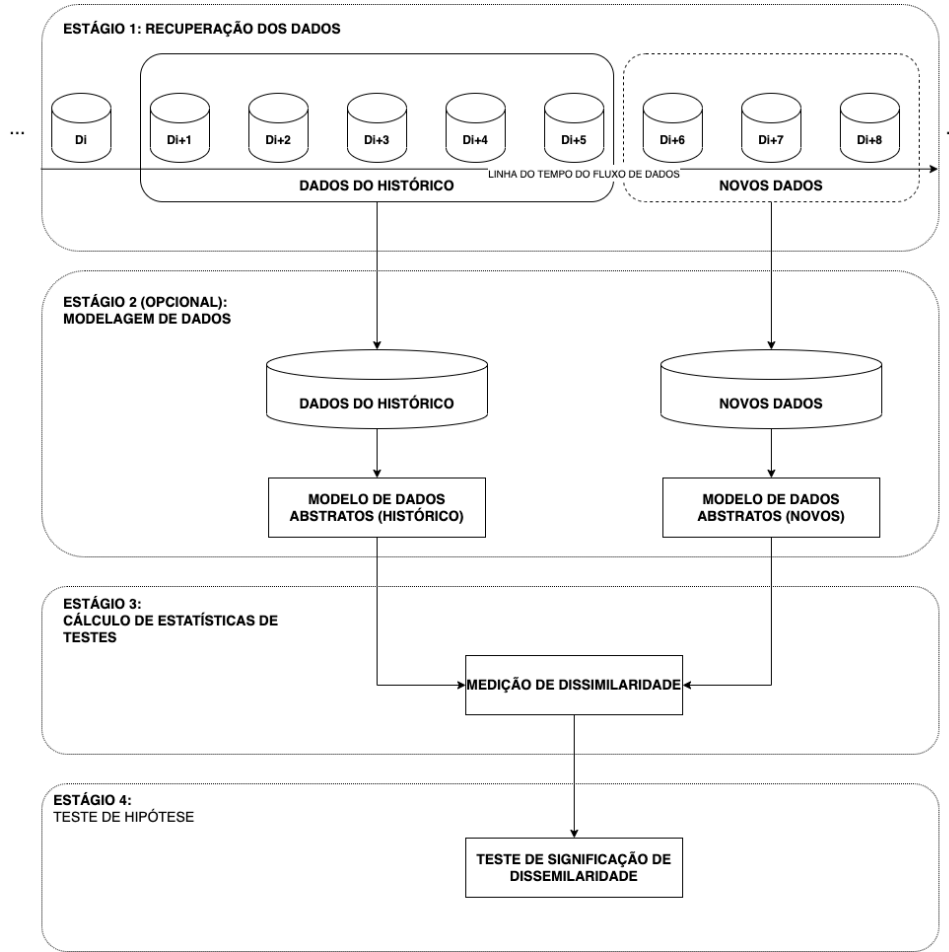 ESTÁGIO 1: RECUPERAÇÃO DOS DADOS
...
Di
Di+1
Di+2
Di+3
Di+4
Di+5
Di+6
Di+7
Di+8
LINHA DO TEMPO DO FLUXO DE DADOS
DADOS DO HISTÓRICO
NOVOS DADOS
ESTÁGIO 2 (OPCIONAL):
MODELAGEM DE DADOS
DADOS DO HISTÓRICO
NOVOS DADOS
MODELO DE DADOS
ABSTRATOS (HISTÓRICO)
MODELO DE DADOS
ABSTRATOS (NOVOS)
ESTÁGIO 3:
CÁLCULO DE ESTATÍSTICAS DE
TESTES
MEDIÇÃO DE DISSIMILARIDADE
ESTÁGIO 4:
TESTE DE HIPÓTESE
TESTE DE SIGNIFICAÇÃO DE
DISSEMILARIDADE